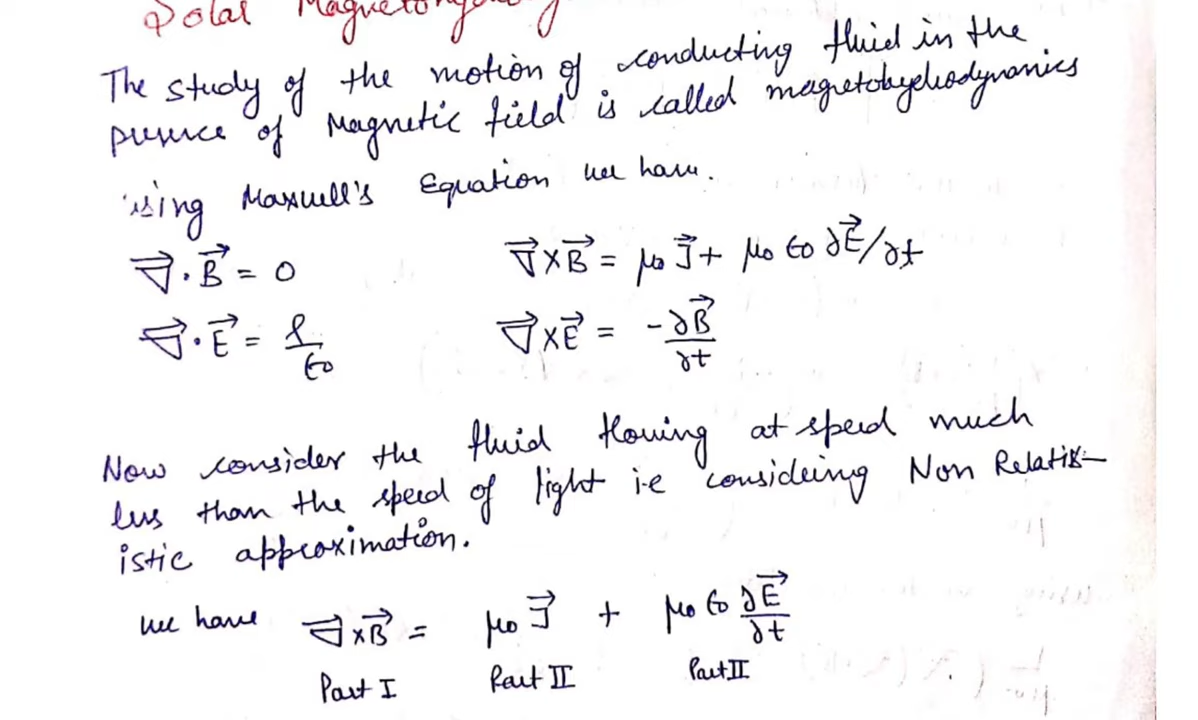 Solar Magnetohydrody
The study of the motion of conducting fluid in the
presence of Magnetic field is called magnetohydrodynamics
using Maxwell's Equation we have.
∇⃗·B⃗ = 0    ∇⃗×B⃗ = μ₀ J⃗ + μ₀ ϵ₀ ∂E⃗/∂t
∇⃗·E⃗ = ρ/ϵ₀    ∇⃗×E⃗ = -∂B⃗/∂t
Now consider the fluid flowing at speed much
less than the speed of light i.e considering Non Relativ-
istic approximation.
we have ∇⃗×B⃗ = μ₀ J⃗ + μ₀ ϵ₀ ∂E⃗/∂t
Part I    Part II    Part II